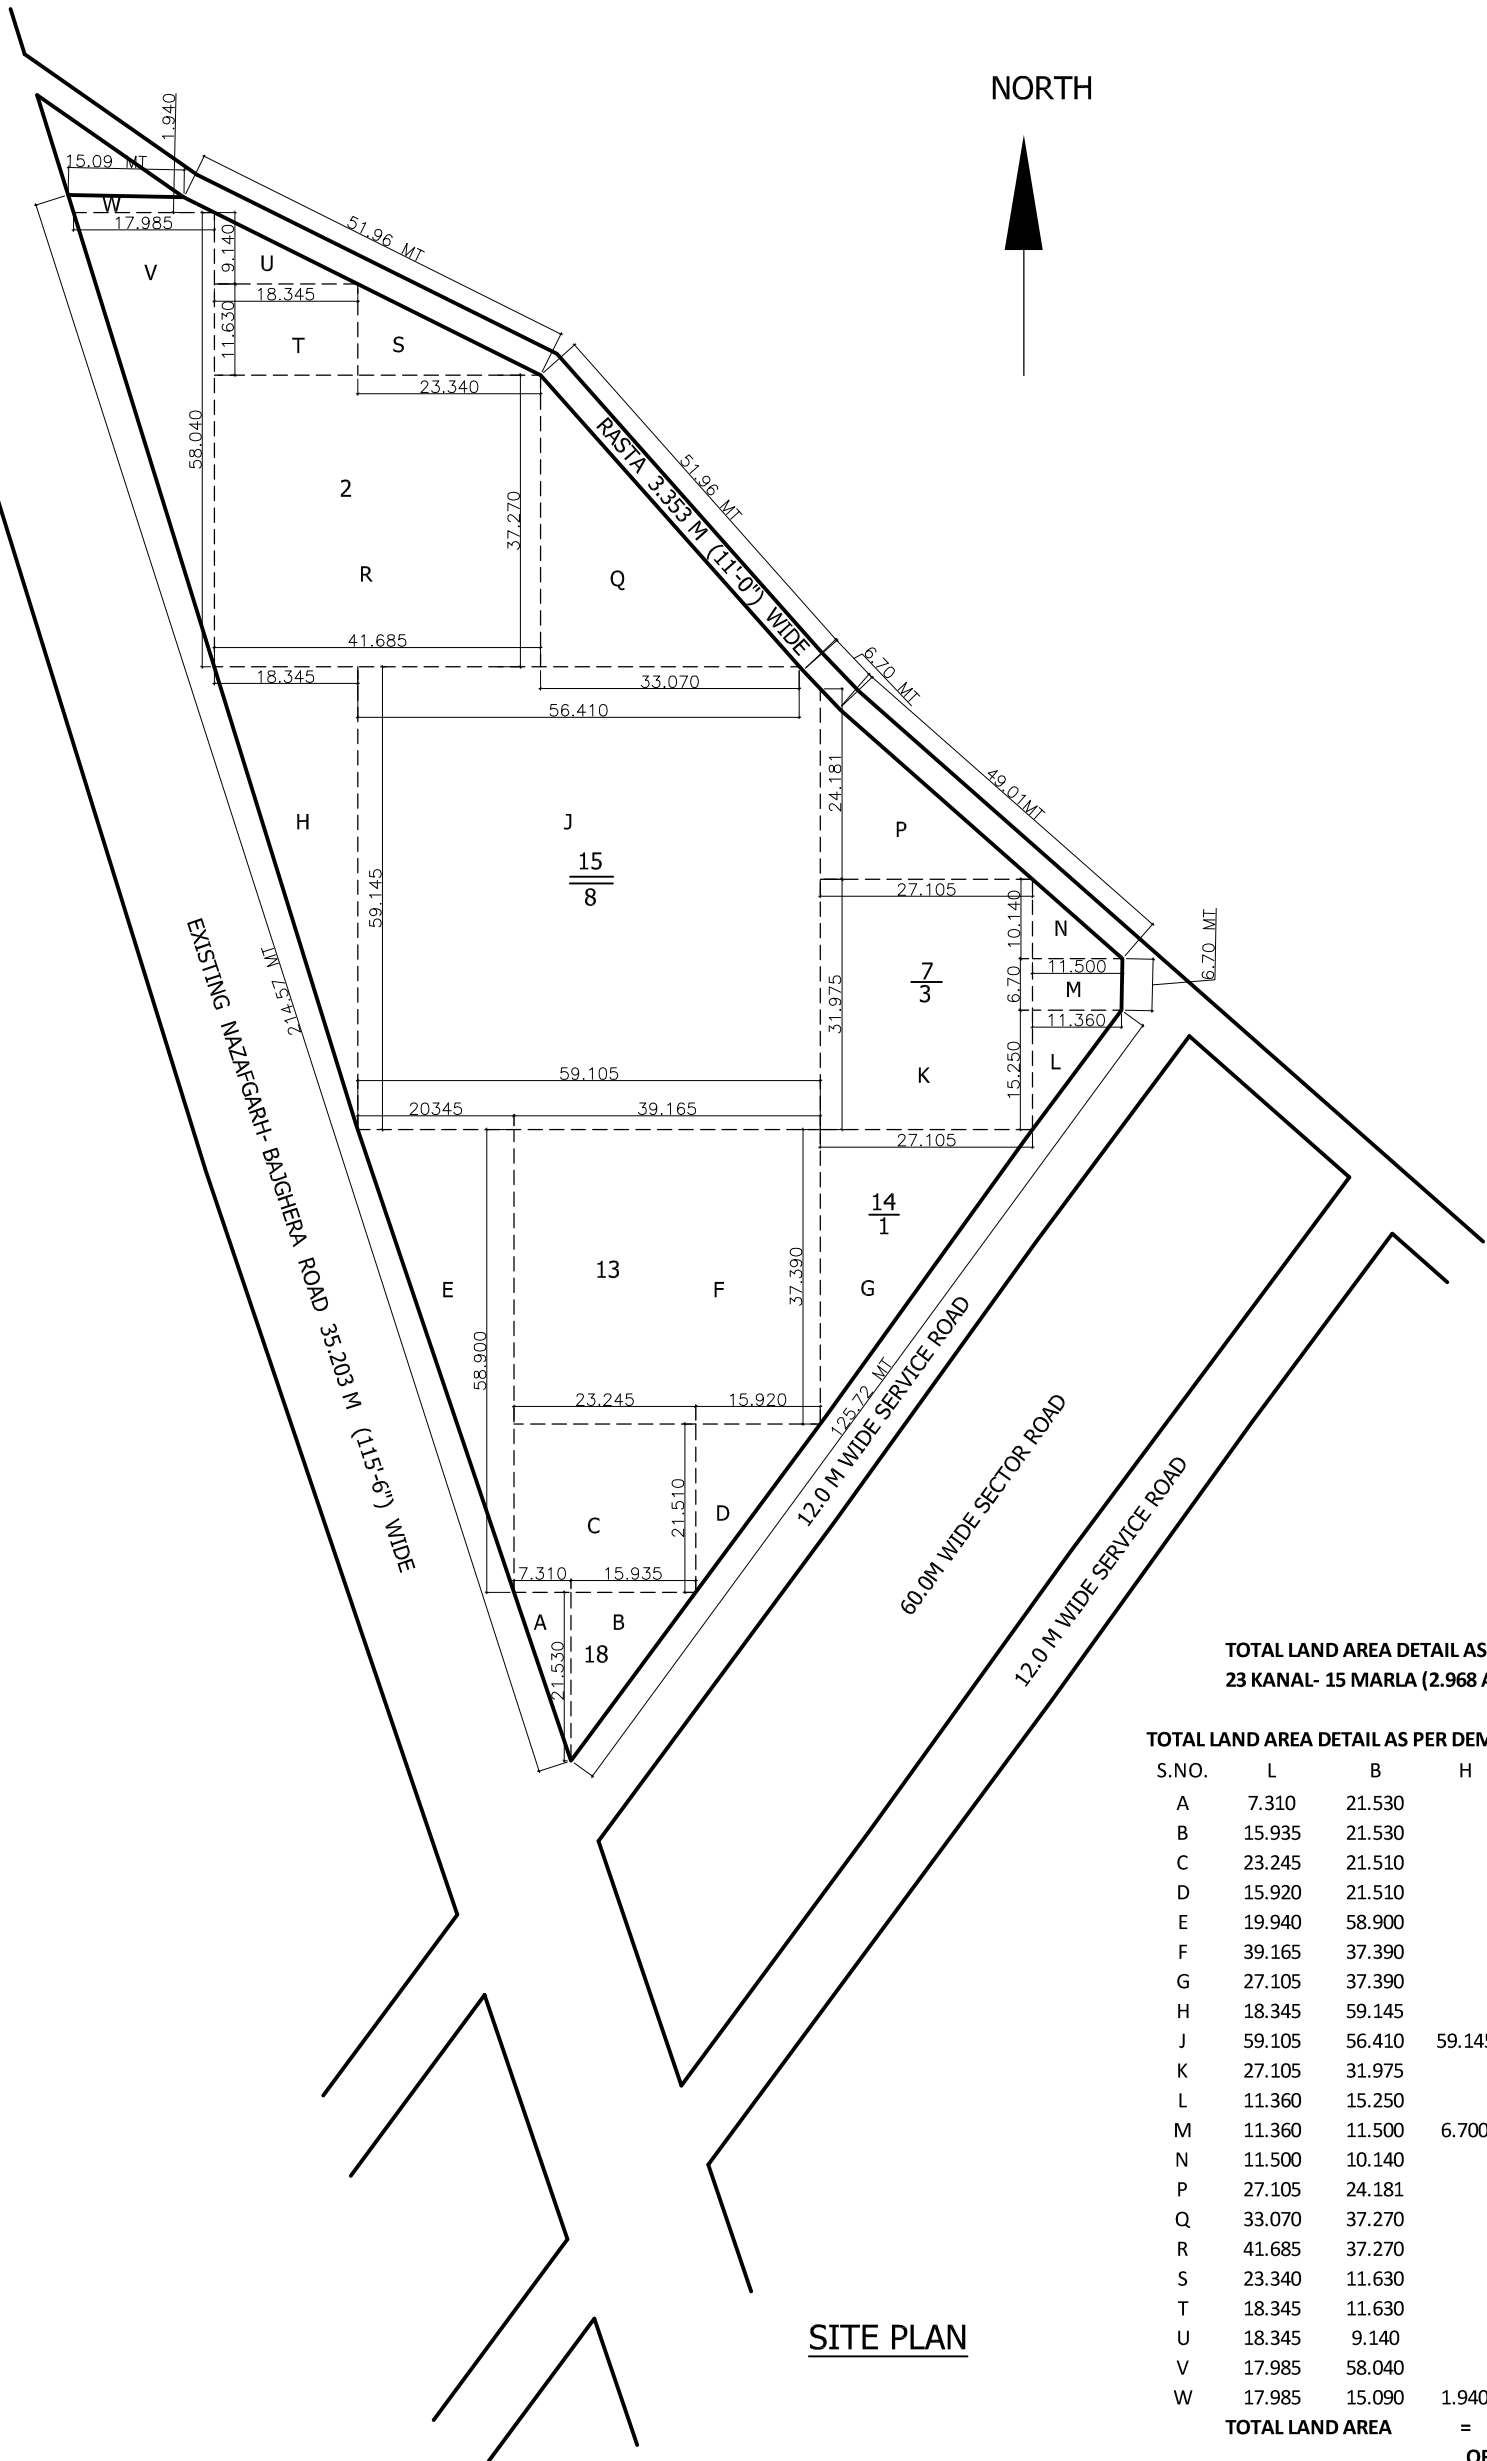 NORTH
1.940
15.09 MT
W
17.985
51.96 MT
V
9.140
U
18.345
11.630
T
S
23.340
58.040
51.96 MT
RASTA 3.353 M (11'-0") WIDE
2
37.270
R
Q
41.685
6.70 MT
18.345
33.070
56.410
24.181
49.01MT
H
J
P
15
8
59.145
27.105
10.140
N
6.70 MT
11.500
7
3
6.70
M
31.975
11.360
EXISTING NAZAFGARH- BAJGHERA ROAD 35.203 M (115'-6") WIDE
214.57 MT
L
K
15.250
59.105
20345
39.165
27.105
14
1
13
37.390
E
F
G
58.900
125.72 MT
12.0 M WIDE SERVICE ROAD
23.245
15.920
60.0M WIDE SECTOR ROAD
21.510
D
C
12.0 M WIDE SERVICE ROAD
7.310
15.935
A
B
18
21.530
TOTAL LAND AREA DETAIL AS
23 KANAL- 15 MARLA (2.968 A
TOTAL LAND AREA DETAIL AS PER DEM
S.NO. L B H
A 7.310 21.530
B 15.935 21.530
C 23.245 21.510
D 15.920 21.510
E 19.940 58.900
F 39.165 37.390
G 27.105 37.390
H 18.345 59.145
J 59.105 56.410 59.145
K 27.105 31.975
L 11.360 15.250
M 11.360 11.500 6.700
N 11.500 10.140
P 27.105 24.181
Q 33.070 37.270
R 41.685 37.270
S 23.340 11.630
T 18.345 11.630
U 18.345 9.140
V 17.985 58.040
W 17.985 15.090 1.940
TOTAL LAND AREA =
SITE PLAN